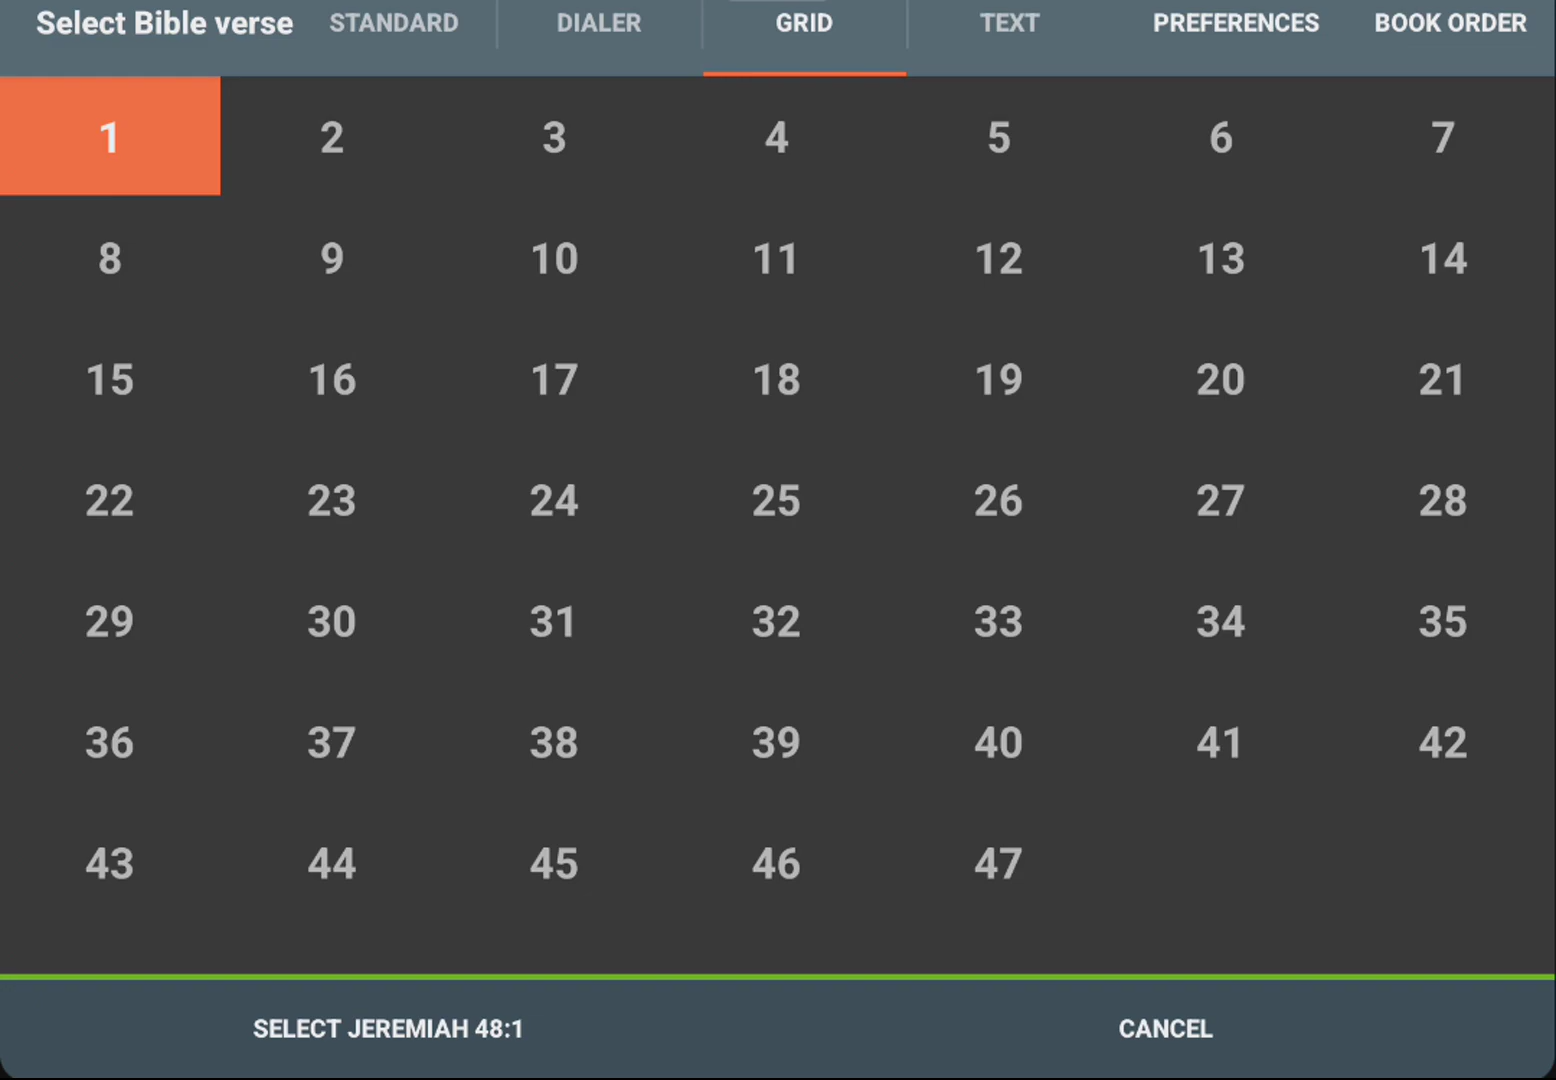 Select Bible verse STANDARD DIALER GRID TEXT PREFERENCES BOOK ORDER
1 2 3 4 5 6 7
8 9 10 11 12 13 14
15 16 17 18 19 20 21
22 23 24 25 26 27 28
29 30 31 32 33 34 35
36 37 38 39 40 41 42
43 44 45 46 47
SELECT JEREMIAH 48:1 CANCEL